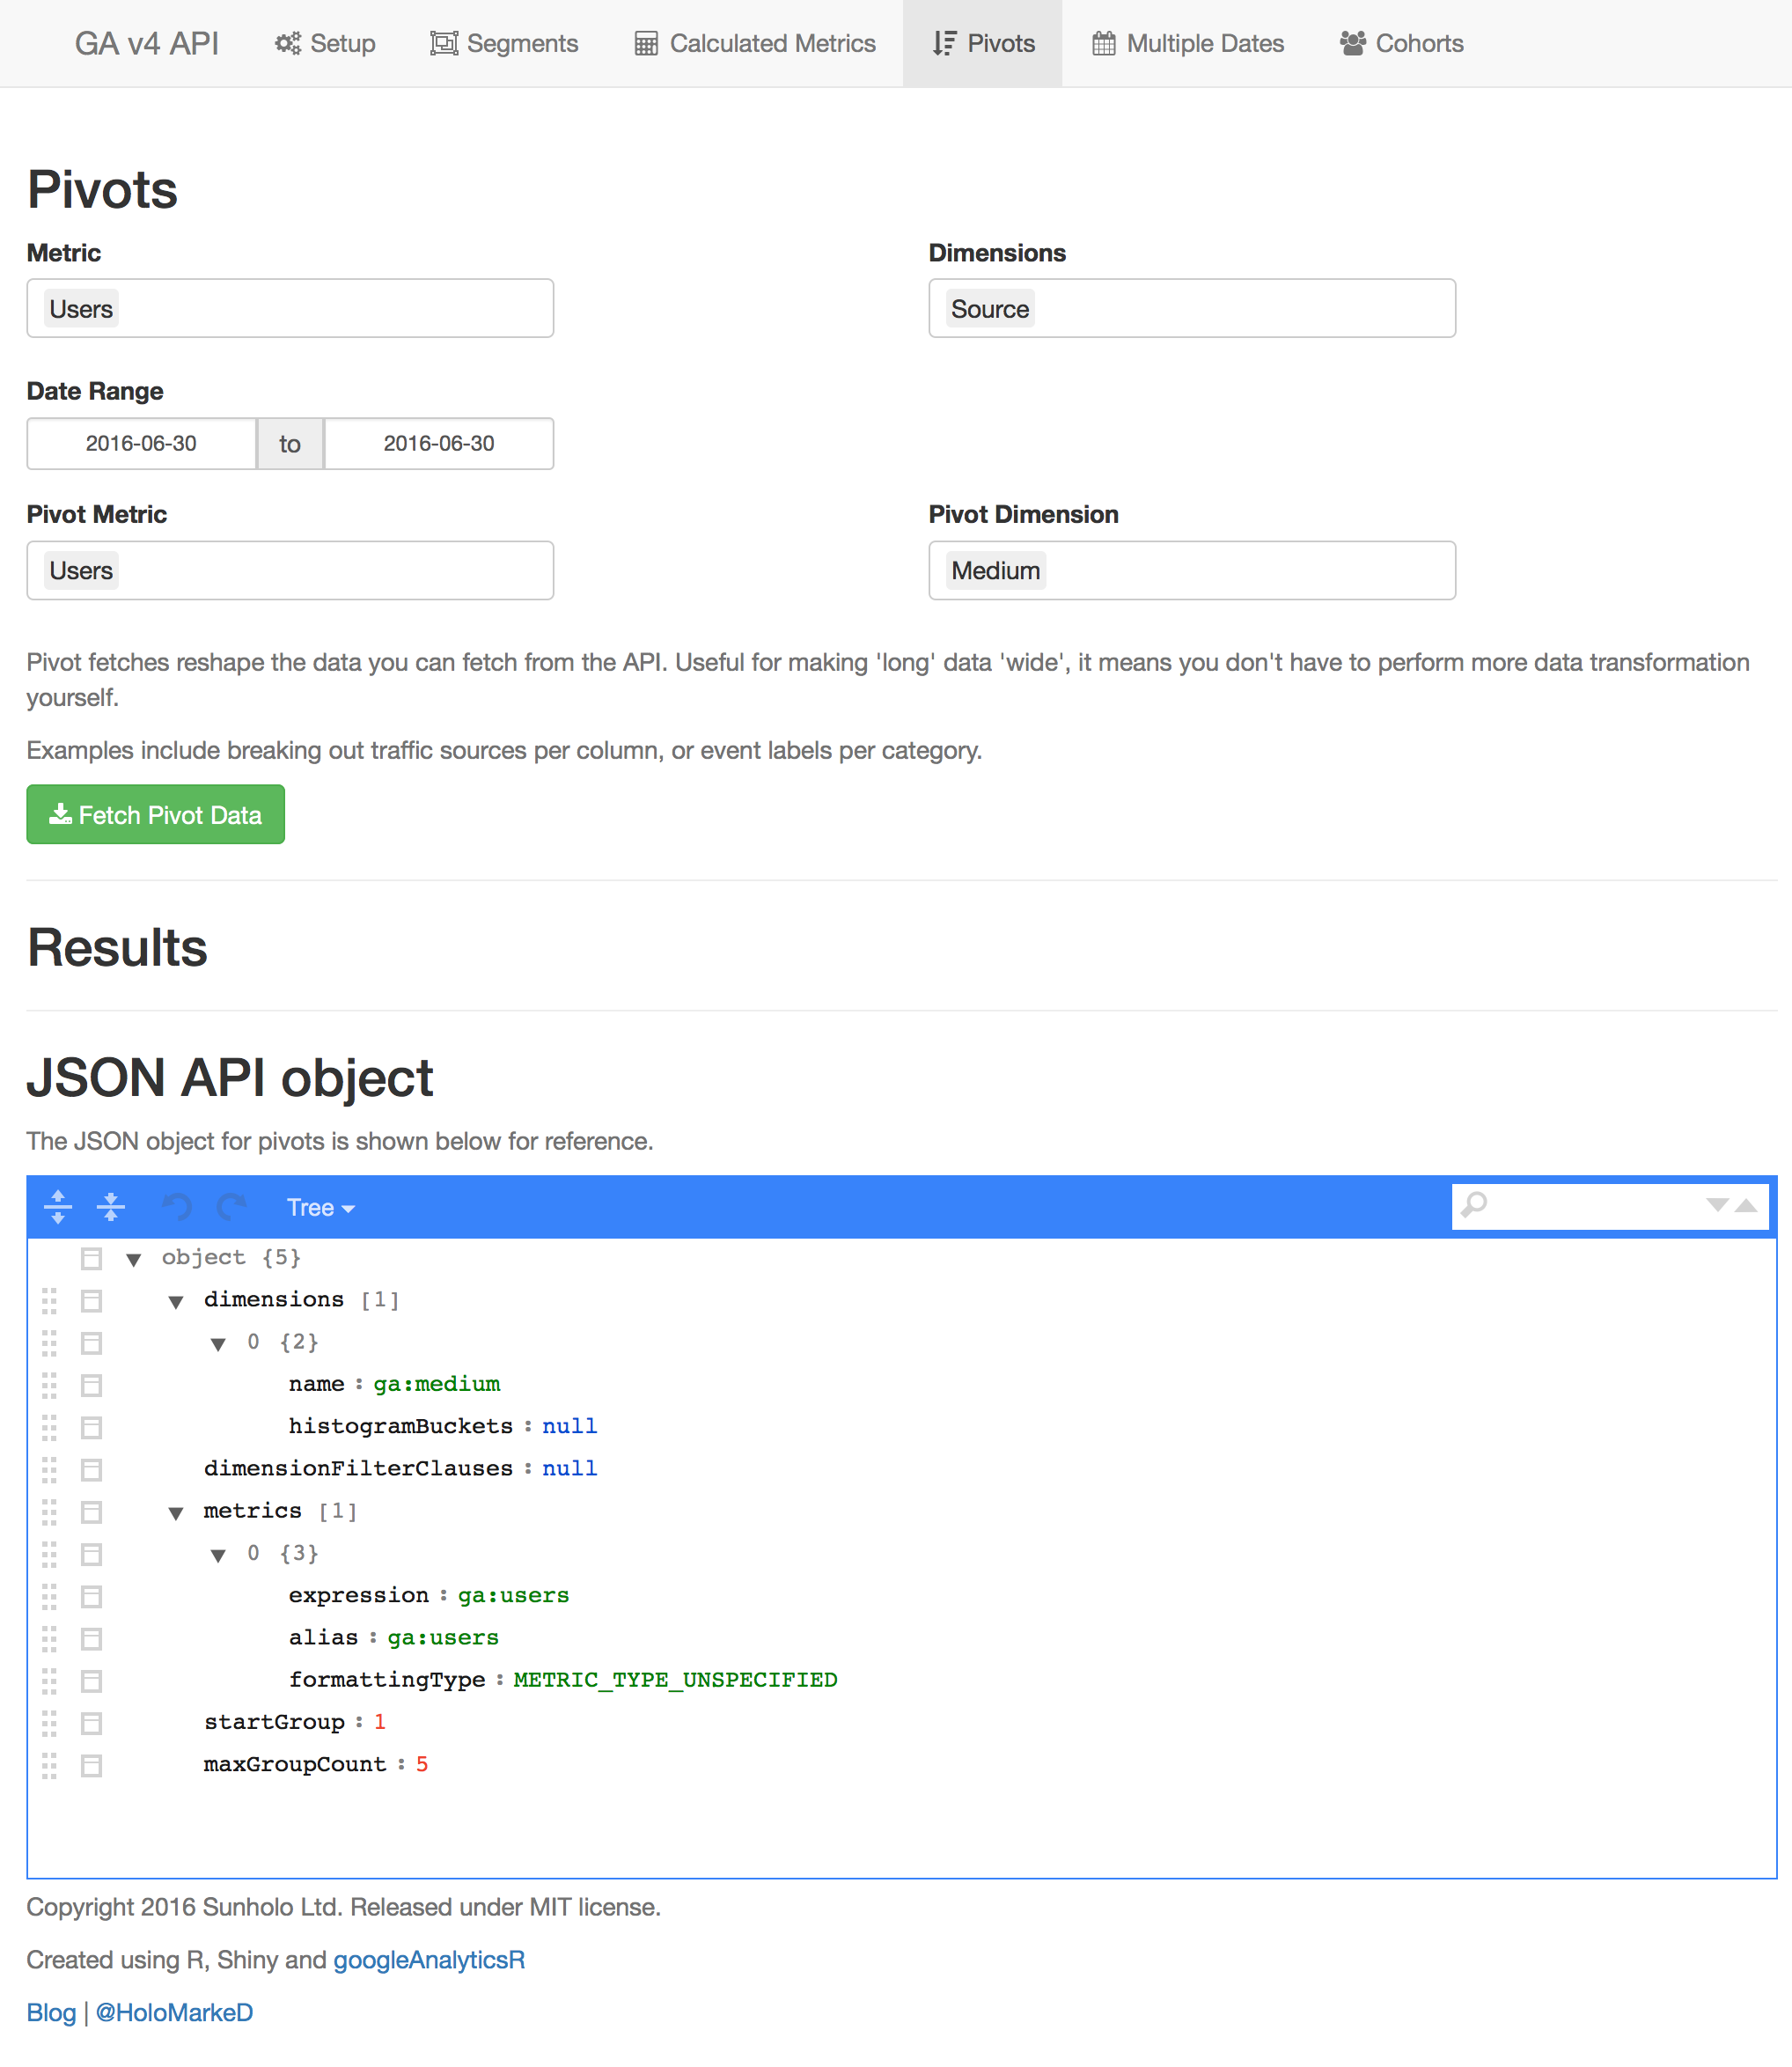 GA v4 API Setup Segments Calculated Metrics Pivots Multiple Dates Cohorts
Pivots
Metric Dimensions
Users Source
Date Range
2016-06-30 to 2016-06-30
Pivot Metric Pivot Dimension
Users Medium
Pivot fetches reshape the data you can fetch from the API. Useful for making 'long' data 'wide', it means you don't have to perform more data transformation
yourself.
Examples include breaking out traffic sources per column, or event labels per category.
Fetch Pivot Data
Results
JSON API object
The JSON object for pivots is shown below for reference.
Tree
object {5}
dimensions [1]
0 {2}
name : ga:medium
histogramBuckets : null
dimensionFilterClauses : null
metrics [1]
0 {3}
expression : ga:users
alias : ga:users
formattingType : METRIC_TYPE_UNSPECIFIED
startGroup : 1
maxGroupCount : 5
Copyright 2016 Sunholo Ltd. Released under MIT license.
Created using R, Shiny and googleAnalyticsR
Blog | @HoloMarkeD